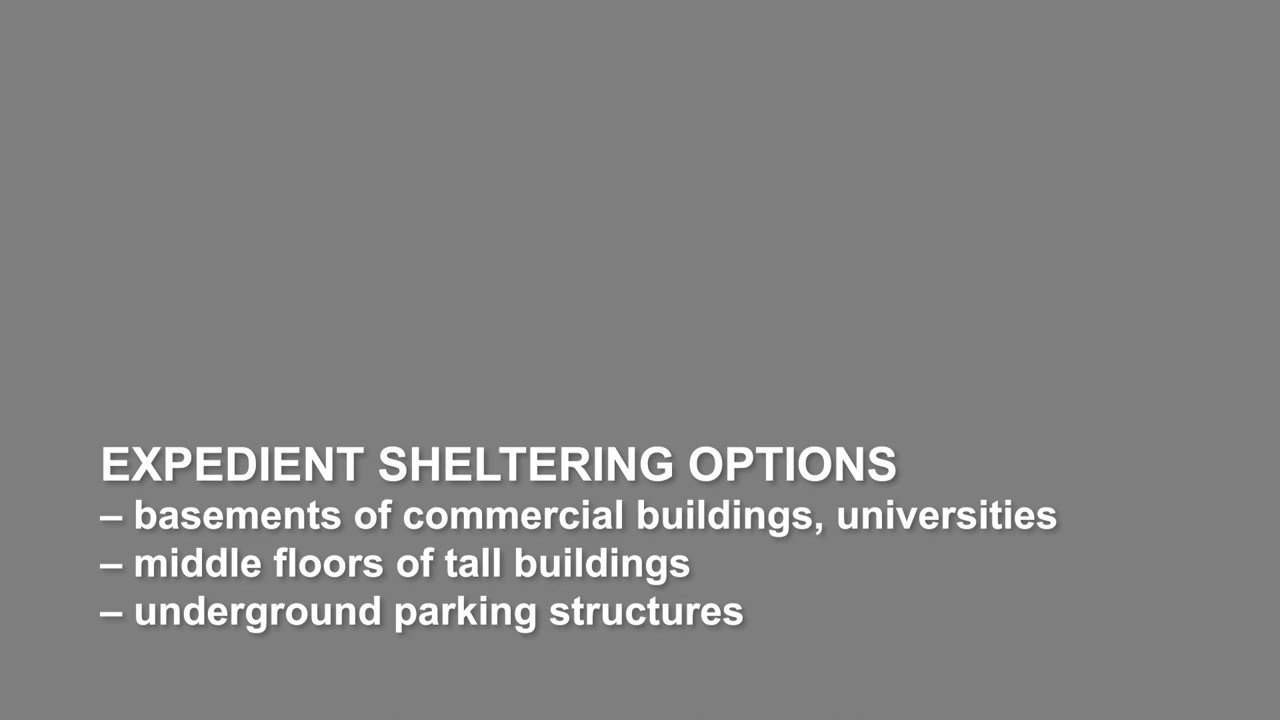 EXPEDIENT SHELTERING OPTIONS
– basements of commercial buildings, universities
– middle floors of tall buildings
– underground parking structures